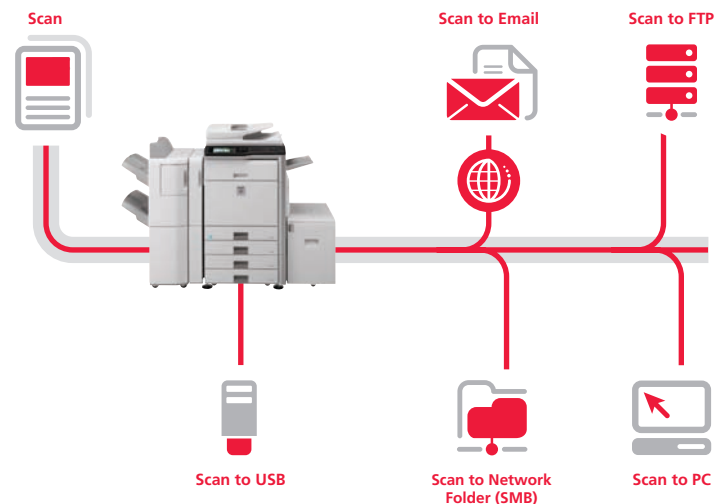 Scan
Scan to Email
Scan to FTP
Scan to USB
Scan to Network
Folder (SMB)
Scan to PC